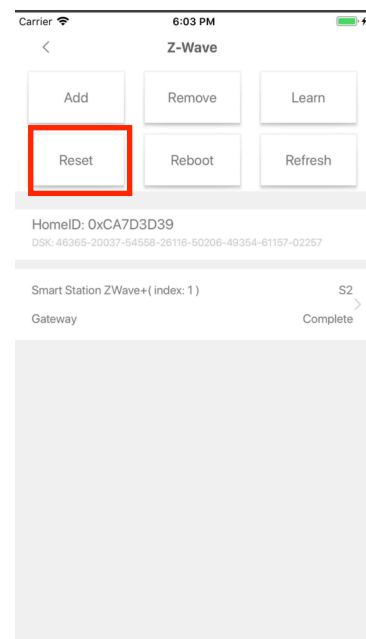 Carrier 6:03 PM
Z-Wave
Add Remove Learn
Reset Reboot Refresh
HomeID: 0xCA7D3D39
DSK: 46365-20037-54558-26116-50206-49354-61157-02257
Smart Station ZWave+( index: 1 ) S2
Gateway Complete